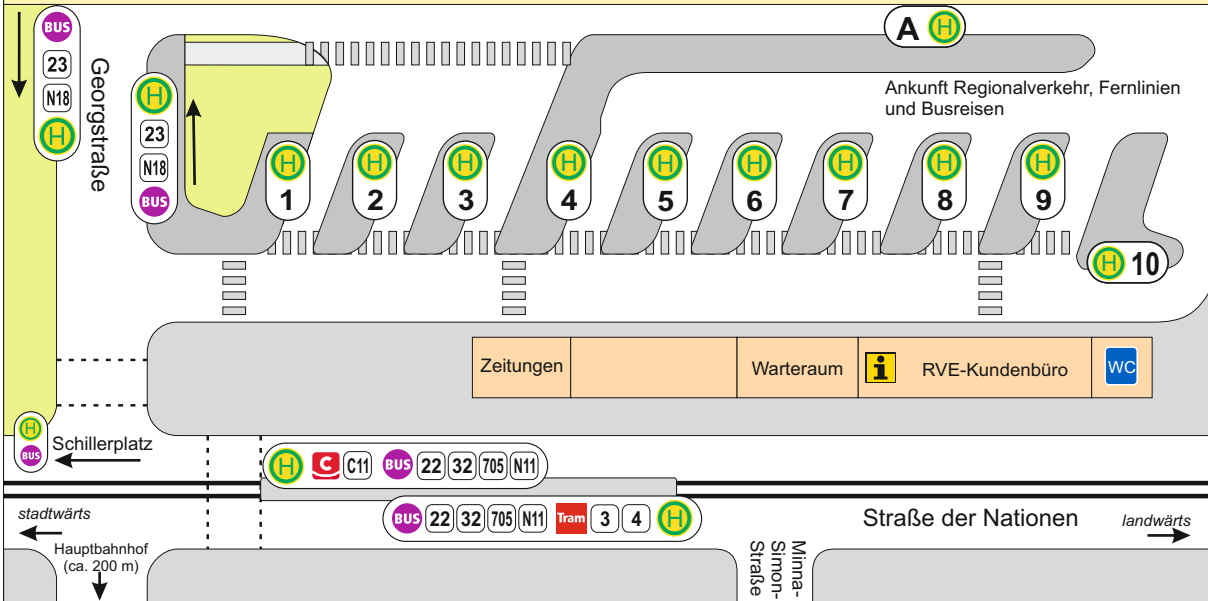 BUS
23
N18
H
Georgstraße
H
23
N18
BUS
A H
Ankunft Regionalverkehr, Fernlinien
und Busreisen
H
1
H
2
H
3
H
4
H
5
H
6
H
7
H
8
H
9
H 10
Zeitungen
Warteraum
i RVE-Kundenbüro
WC
H
BUS
Schillerplatz
H C C11 BUS 22 32 705 N11
BUS 22 32 705 N11 Tram 3 4 H
stadtwärts
Straße der Nationen
landwärts
Hauptbahnhof
(ca. 200 m)
Minna-
Simon-
Straße